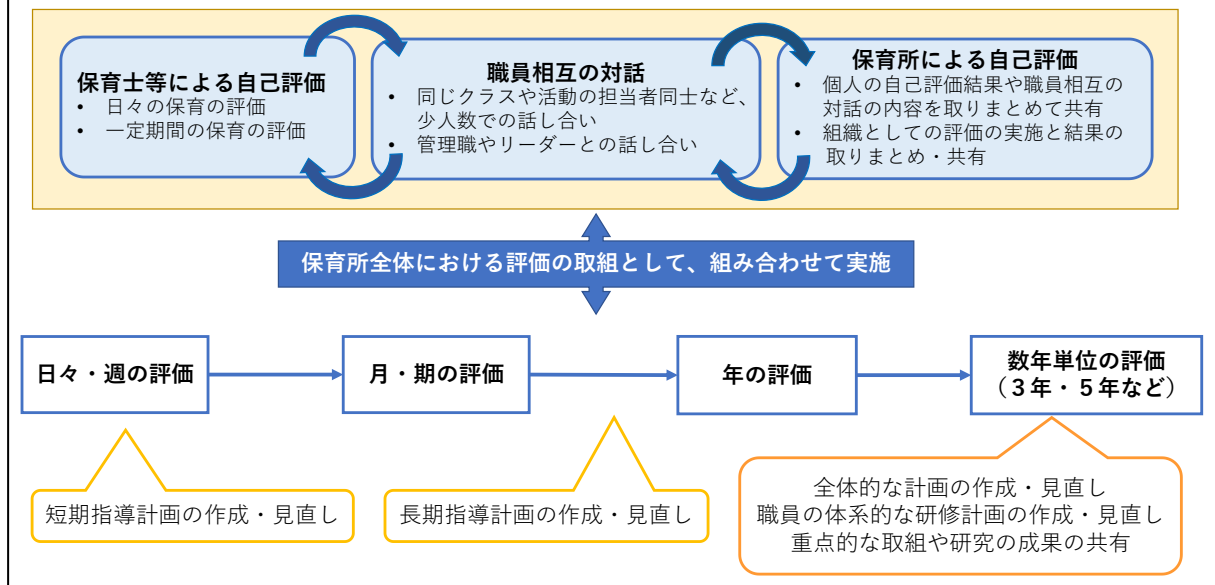 保育士等による自己評価
• 日々の保育の評価
• 一定期間の保育の評価
職員相互の対話
• 同じクラスや活動の担当者同士など、
少人数での話し合い
• 管理職やリーダーとの話し合い
保育所による自己評価
• 個人の自己評価結果や職員相互の
対話の内容を取りまとめて共有
• 組織としての評価の実施と結果の
取りまとめ・共有
保育所全体における評価の取組として、組み合わせて実施
日々・週の評価
月・期の評価
年の評価
数年単位の評価
（３年・５年など）
短期指導計画の作成・見直し
長期指導計画の作成・見直し
全体的な計画の作成・見直し
職員の体系的な研修計画の作成・見直し
重点的な取組や研究の成果の共有